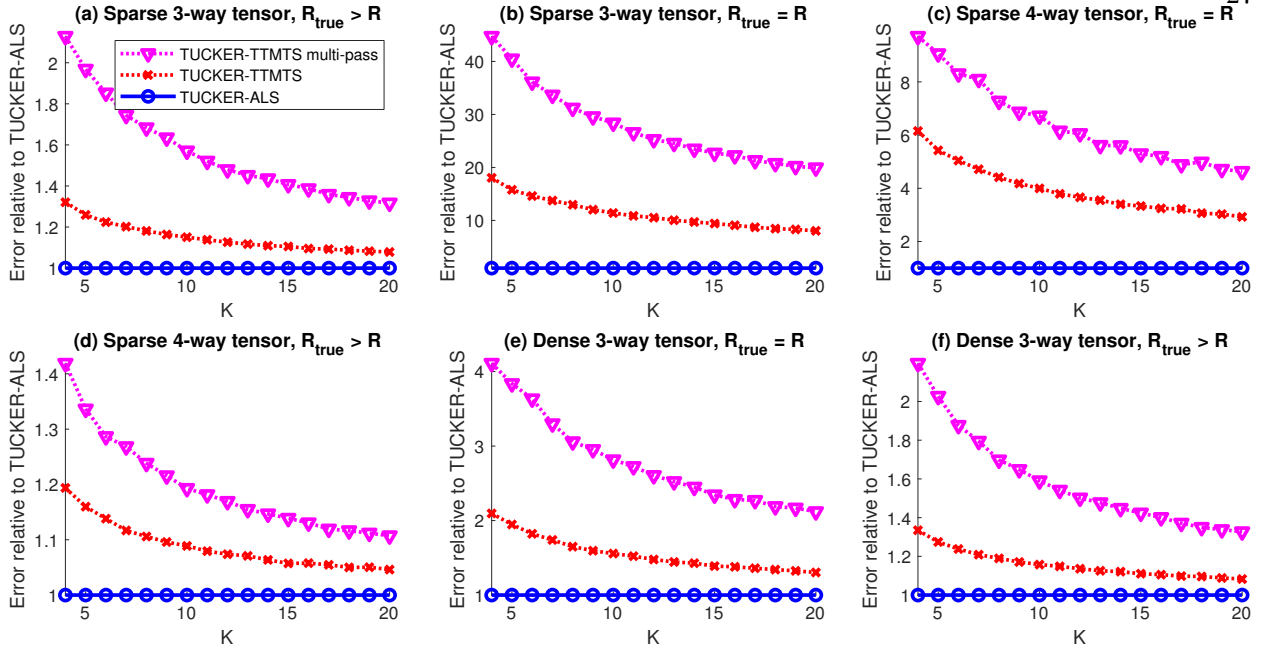 (a) Sparse 3-way tensor, R_true > R
Error relative to TUCKER-ALS
2
1.8
1.6
1.4
1.2
1
5
10
15
20
K
TUCKER-TTMTS multi-pass
TUCKER-TTMTS
TUCKER-ALS
(b) Sparse 3-way tensor, R_true = R
Error relative to TUCKER-ALS
40
30
20
10
5
10
15
20
K
(c) Sparse 4-way tensor, R_true = R
Error relative to TUCKER-ALS
8
6
4
2
5
10
15
20
K
(d) Sparse 4-way tensor, R_true > R
Error relative to TUCKER-ALS
1.4
1.3
1.2
1.1
1
5
10
15
20
K
(e) Dense 3-way tensor, R_true = R
Error relative to TUCKER-ALS
4
3
2
1
5
10
15
20
K
(f) Dense 3-way tensor, R_true > R
Error relative to TUCKER-ALS
2
1.8
1.6
1.4
1.2
1
5
10
15
20
K